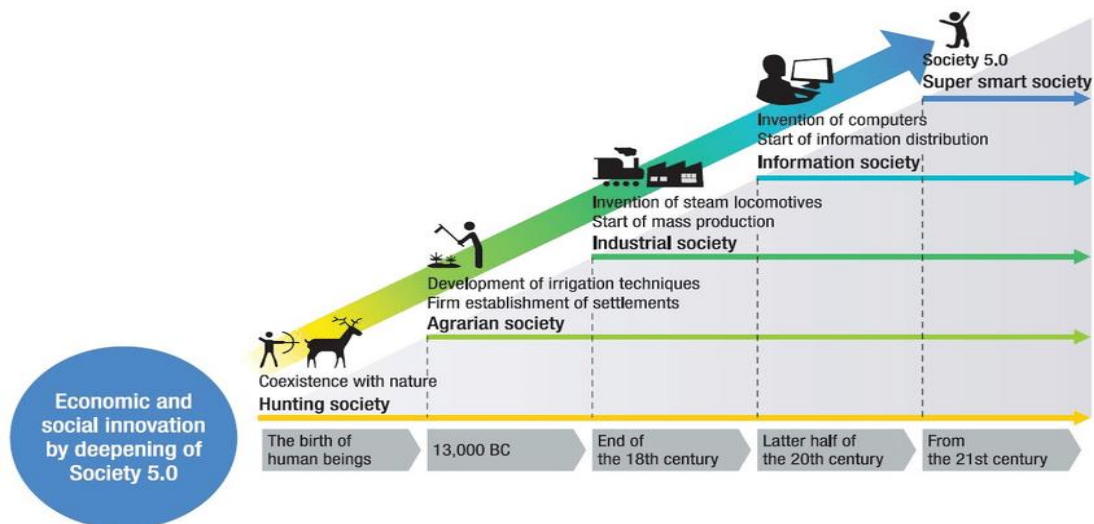 Society 5.0
Super smart society
Invention of computers
Start of information distribution
Information society
Invention of steam locomotives
Start of mass production
Industrial society
Development of irrigation techniques
Firm establishment of settlements
Agrarian society
Coexistence with nature
Hunting society
Economic and
social innovation
by deepening of
Society 5.0
The birth of
human beings
13,000 BC
End of
the 18th century
Latter half of
the 20th century
From
the 21st century